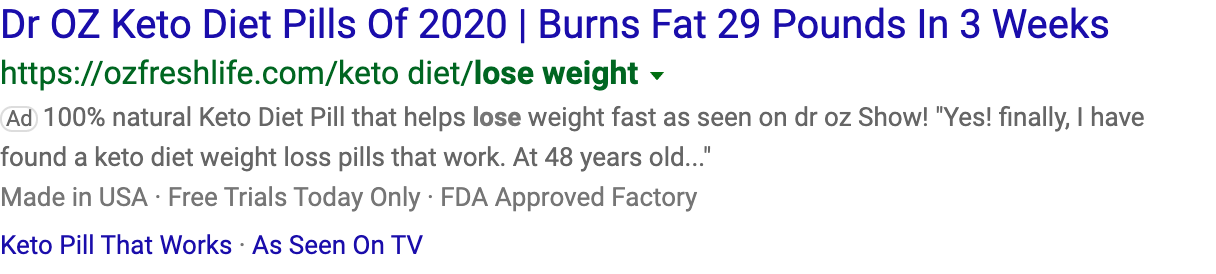 Dr OZ Keto Diet Pills Of 2020 | Burns Fat 29 Pounds In 3 Weeks
https://ozfreshlife.com/keto diet/lose weight
Ad 100% natural Keto Diet Pill that helps lose weight fast as seen on dr oz Show! "Yes! finally, I have
found a keto diet weight loss pills that work. At 48 years old..."
Made in USA · Free Trials Today Only · FDA Approved Factory
Keto Pill That Works · As Seen On TV